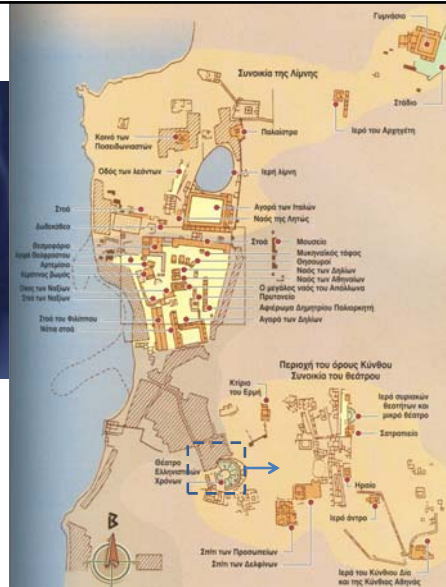 Γυμνάσιο
Στάδιο
Συνοικία της Λίμνης
Κοινό των
Ποσειδωνιαστών
Παλαίστρα
Ιερό του Αρχηγέτη
Οδός των λεόντων
Ιερή λίμνη
Στοά
Αγορά των Ιταλών
Δωδεκάθεο
Ναός της Λητώς
Θεσμοφόριο
Αγορά Θεόφραστου
Αρτεμίσιο
Κεράτινος βωμός
Οίκος των Ναξίων
Στοά των Ναξίων
Στοά του Φιλίππου
Νότια στοά
Στοά
Μουσείο
Μυκηναϊκός τάφος
Θησαυροί
Ναός των Δηλίων
Ναός των Αθηναίων
Ο μεγάλος ναός του Απόλλωνα
Πρυτανείο
Αφιέρωμα Δημητρίου Πολιορκητή
Αγορά των Δηλίων
Περιοχή του όρους Κύνθου
Συνοικία του θεάτρου
Κτίριο
του Ερμή
Ιερό συριακών
θεοτήτων και
μικρό θέατρο
Σαραπιείο
Θέατρο
Ελληνιστικών
Χρόνων
Ηραίο
Ιερό άντρο
Σπίτι των Προσωπείων
Σπίτι των Δελφίνων
Ιερό του Κύνθιου Δία
και της Κύνθιας Αθηνάς
Β